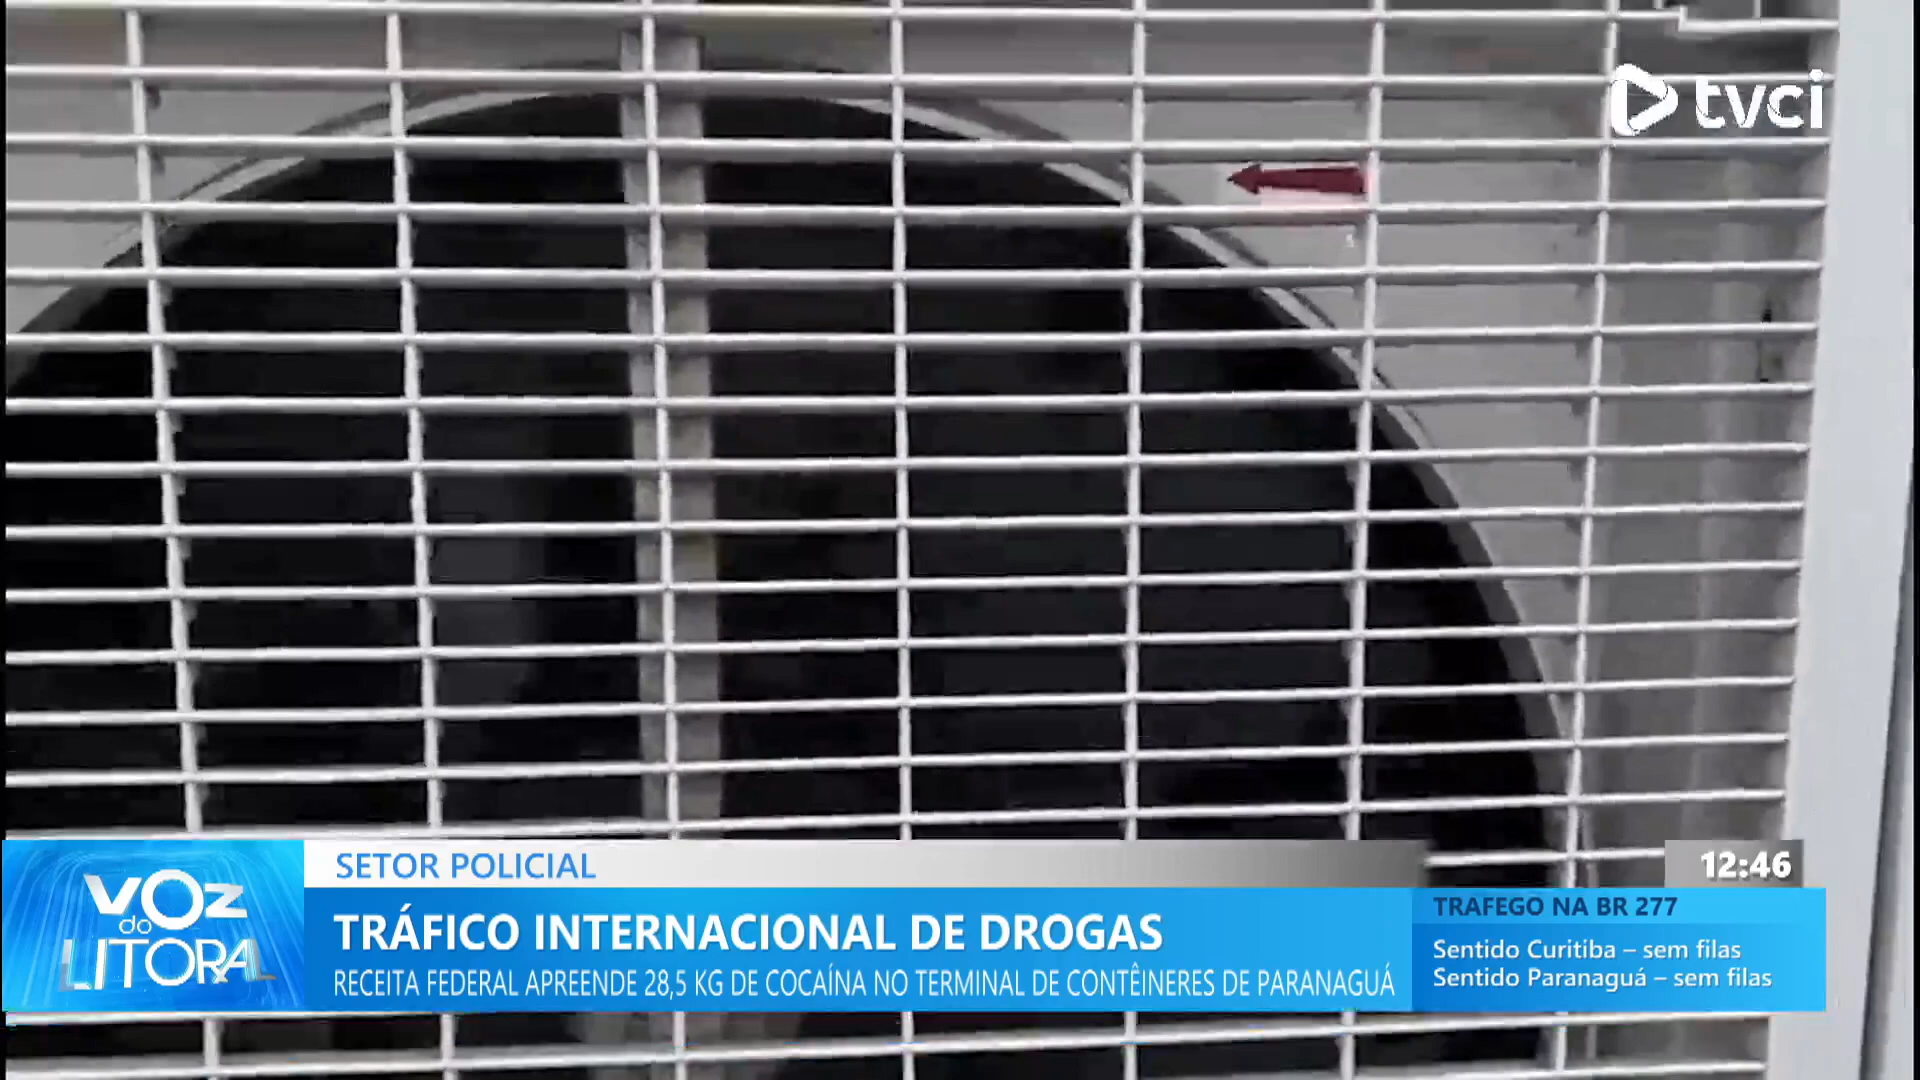 tvci
SETOR POLICIAL
12:46
VOZ
do
LITORAL
TRÁFICO INTERNACIONAL DE DROGAS
RECEITA FEDERAL APREENDE 28,5 KG DE COCAÍNA NO TERMINAL DE CONTÊINERES DE PARANAGUÁ
TRAFEGO NA BR 277
Sentido Curitiba – sem filas
Sentido Paranaguá – sem filas